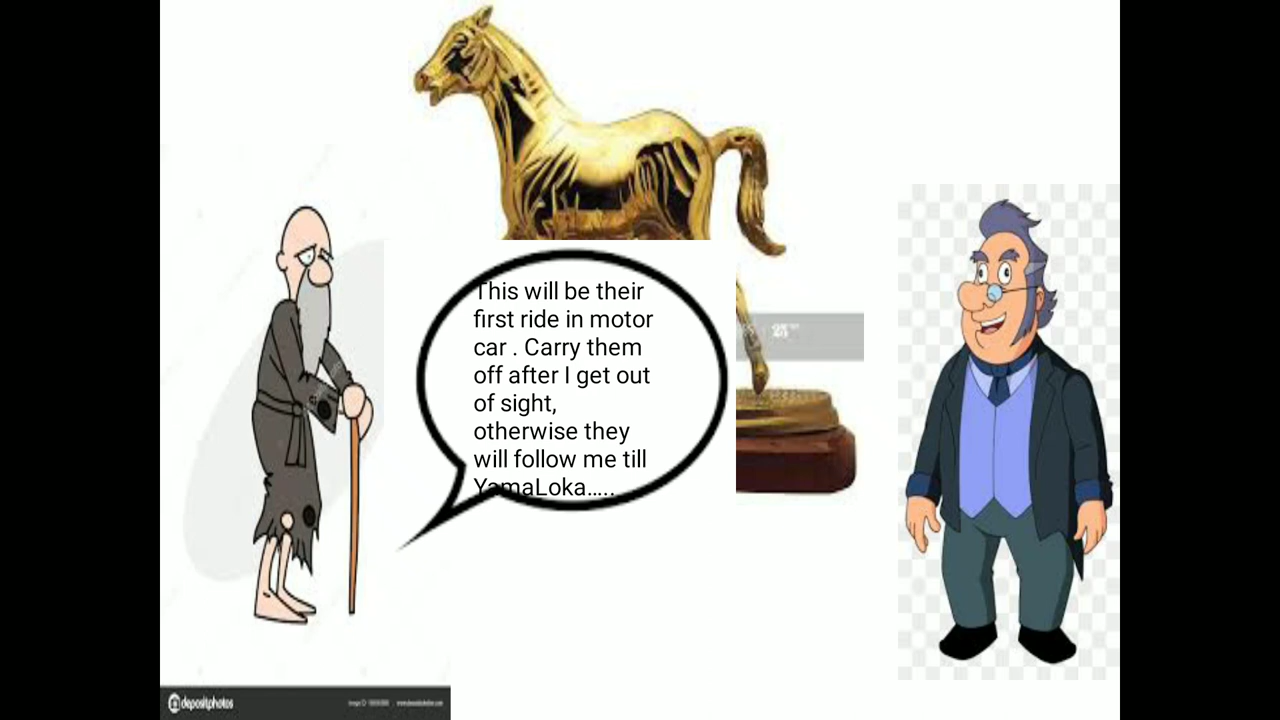 This will be their
first ride in motor
car . Carry them
off after I get out
of sight,
otherwise they
will follow me till
YamaLoka.....
25
depositphotos